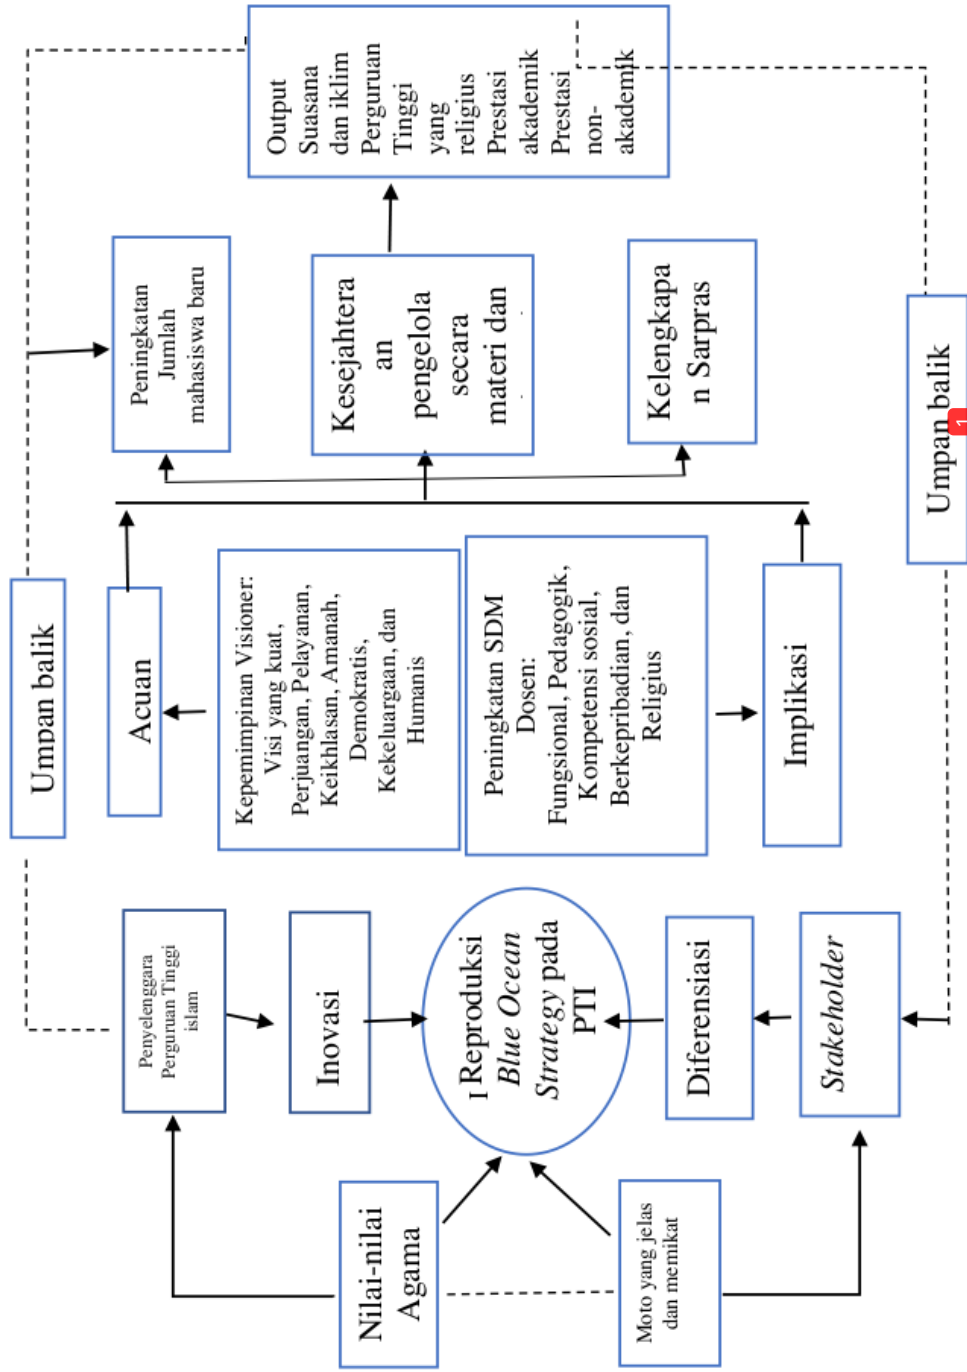 Umpan balik
Penyelenggara
Perguruan Tinggi
islam
Acuan
Peningkatan
Jumlah
mahasiswa baru
Inovasi
Nilai-nilai
Agama
I Reproduksi
Blue Ocean
Strategy pada
PTI
Kepemimpinan Visioner:
Visi yang kuat,
Perjuangan, Pelayanan,
Keikhlasan, Amanah,
Demokratis,
Kekeluargaan, dan
Humanis
Kesejahtera
an
pengelola
secara
materi dan
Output
Suasana
dan iklim
Perguruan
Tinggi
yang
religius
Prestasi
akademik
Prestasi
non-
akademik
Peningkatan SDM
Dosen:
Fungsional, Pedagogik,
Kompetensi sosial,
Berkepribadian, dan
Religius
Moto yang jelas
dan memikat
Diferensiasi
Stakeholder
Implikasi
Kelengkapa
n Sarpras
Umpan balik
1